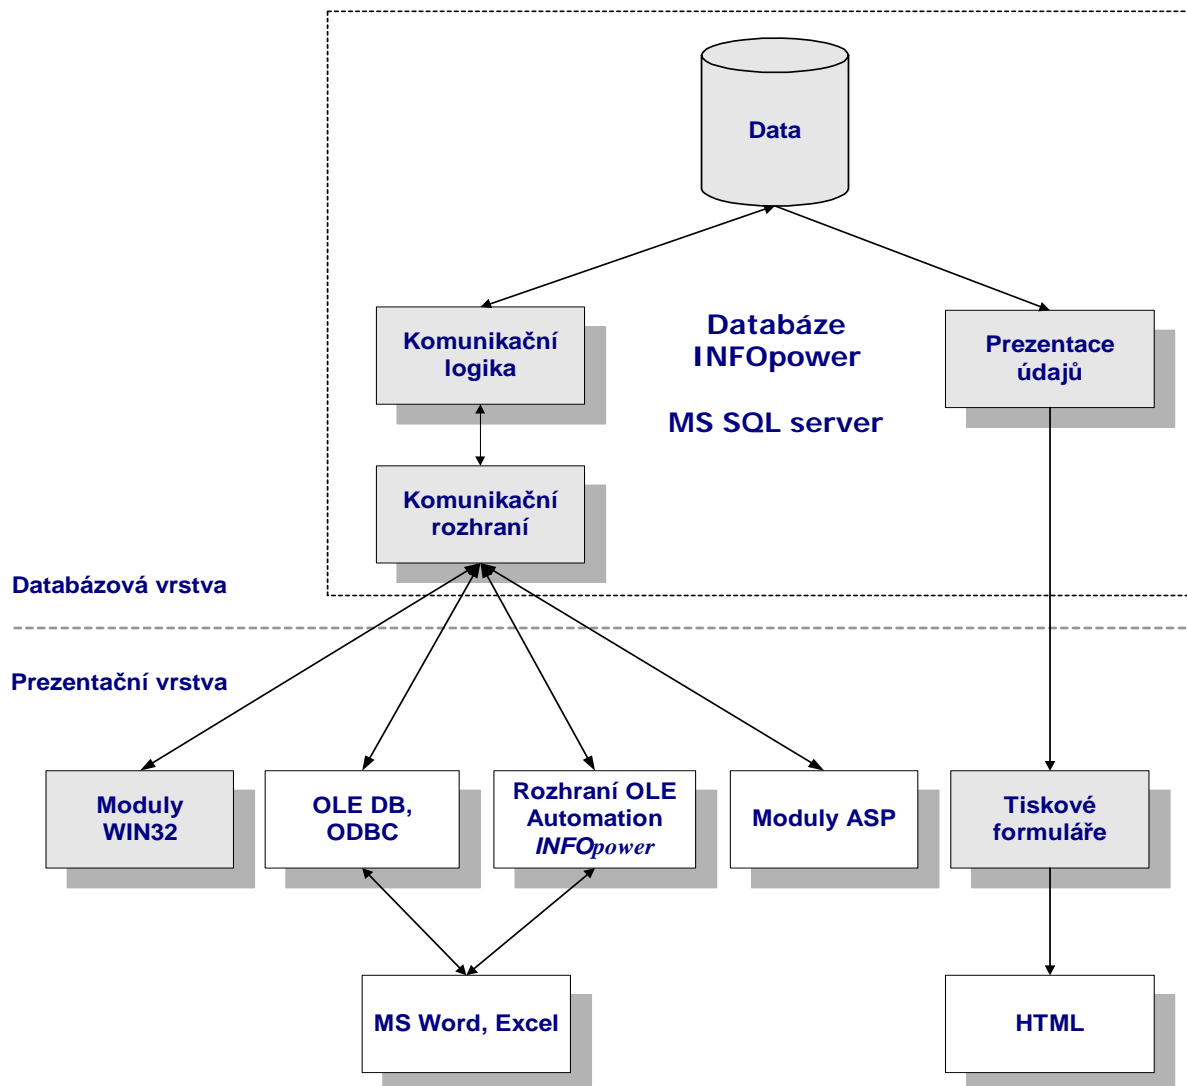 Data
Komunikační
logika
Databáze
INFOpower
MS SQL server
Prezentace
údajů
Komunikační
rozhraní
Databázová vrstva
Prezentační vrstva
Moduly
WIN32
OLE DB,
ODBC
Rozhraní OLE
Automation
INFOpower
Moduly ASP
Tiskové
formuláře
MS Word, Excel
HTML